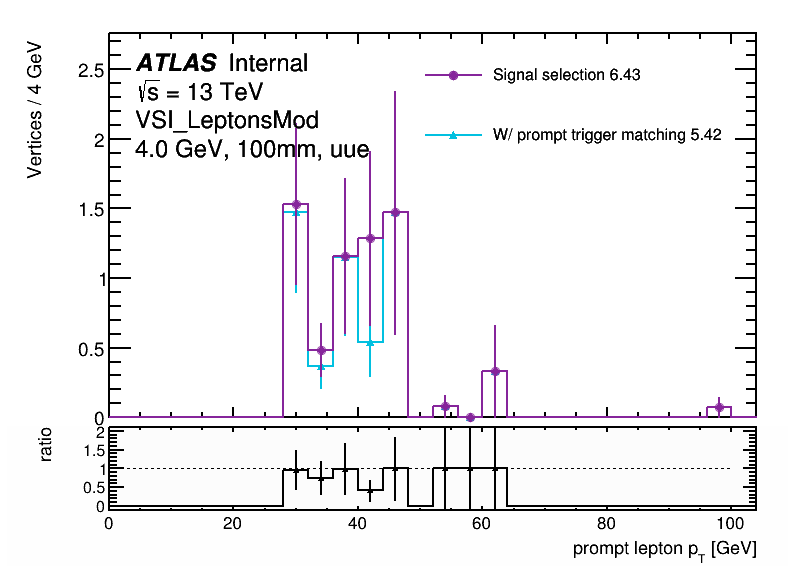 Vertices / 4 GeV
2.5
2
1.5
1
0.5
0
ATLAS Internal
√s = 13 TeV
VSI_LeptonsMod
4.0 GeV, 100mm, uue
Signal selection 6.43
W/ prompt trigger matching 5.42
ratio
2
1.5
1
0.5
0
0 20 40 60 80 100
prompt lepton p_T [GeV]